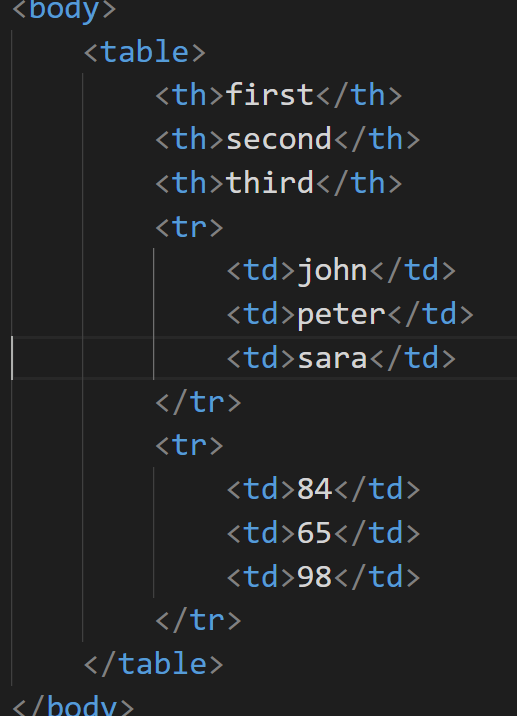 <body>
<table>
<th>first</th>
<th>second</th>
<th>third</th>
<tr>
<td>john</td>
<td>peter</td>
<td>sara</td>
</tr>
<tr>
<td>84</td>
<td>65</td>
<td>98</td>
</tr>
</table>
</body>